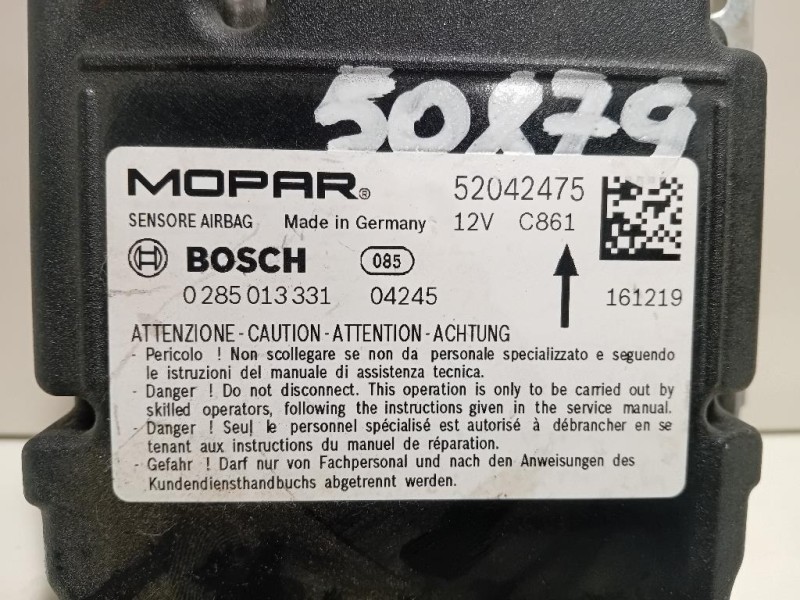 50879
MOPAR®
52042475
SENSORE AIRBAG Made in Germany 12V C861
BOSCH 085
0 285 013 331 04245 161219
ATTENZIONE - CAUTION - ATTENTION - ACHTUNG
- Pericolo ! Non scollegare se non da personale specializzato e seguendo
le istruzioni del manuale di assistenza tecnica.
- Danger ! Do not disconnect. This operation is only to be carried out by
skilled operators, following the instructions given in the service manual.
- Danger ! Seul le personnel spécialisé est autorisé à débrancher en se
tenant aux instructions du manuel de réparation.
- Gefahr ! Darf nur von Fachpersonal und nach den Anweisungen des
Kundendiensthandbuchs abgetrennt werden.